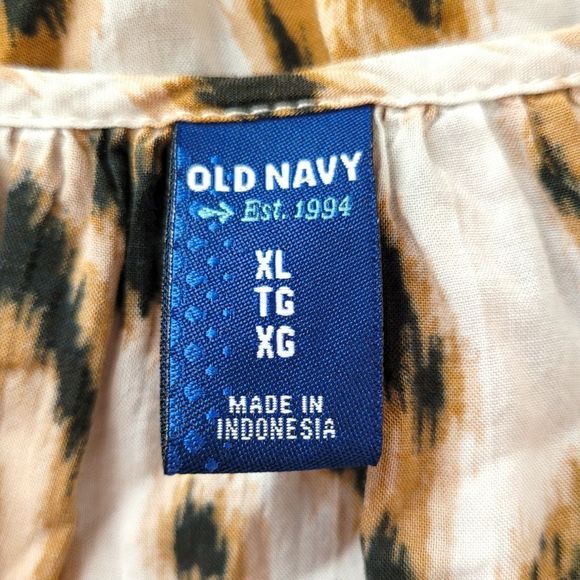 OLD NAVY
Est. 1994
XL
TG
XG
MADE IN
INDONESIA